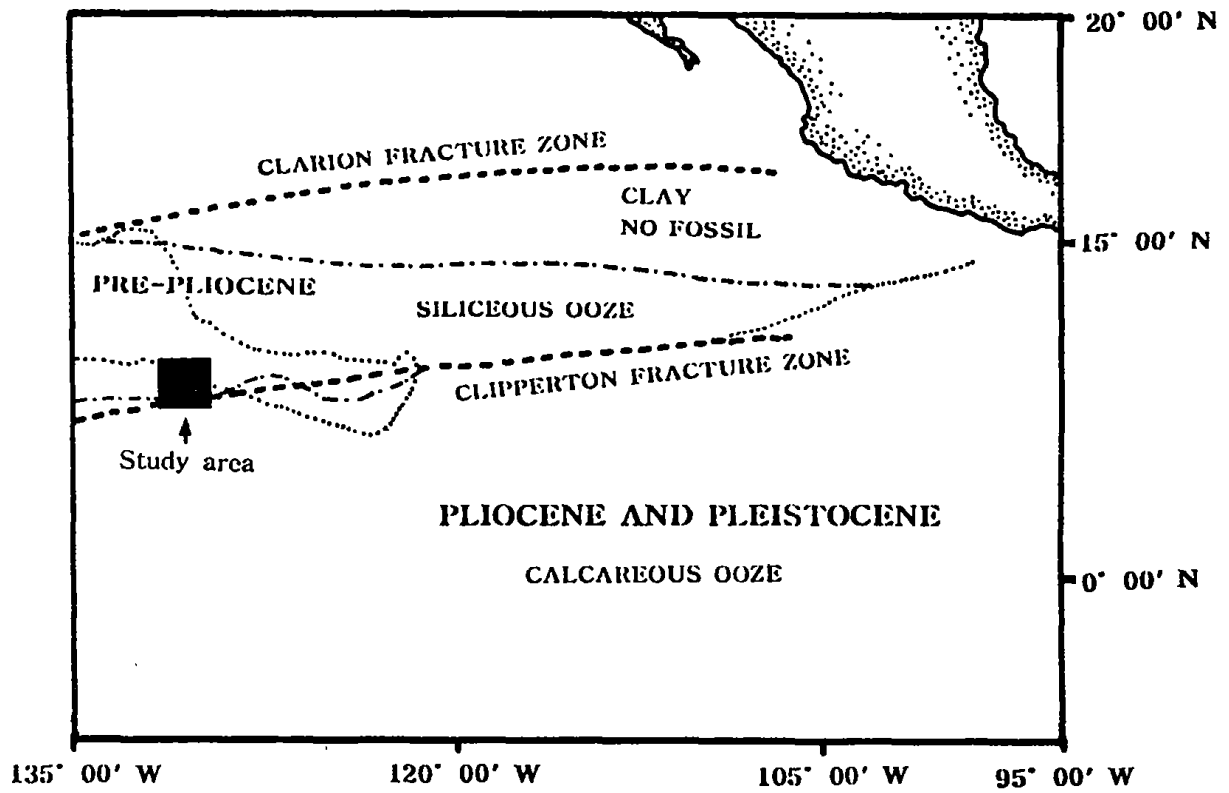 20° 00' N
CLARION FRACTURE ZONE
CLAY
NO FOSSIL
15° 00' N
PRE-PLIOCENE
SILICEOUS OOZE
CLIPPERTON FRACTURE ZONE
Study area
PLIOCENE AND PLEISTOCENE
CALCAREOUS OOZE
0° 00' N
135° 00' W
120° 00' W
105° 00' W
95° 00' W